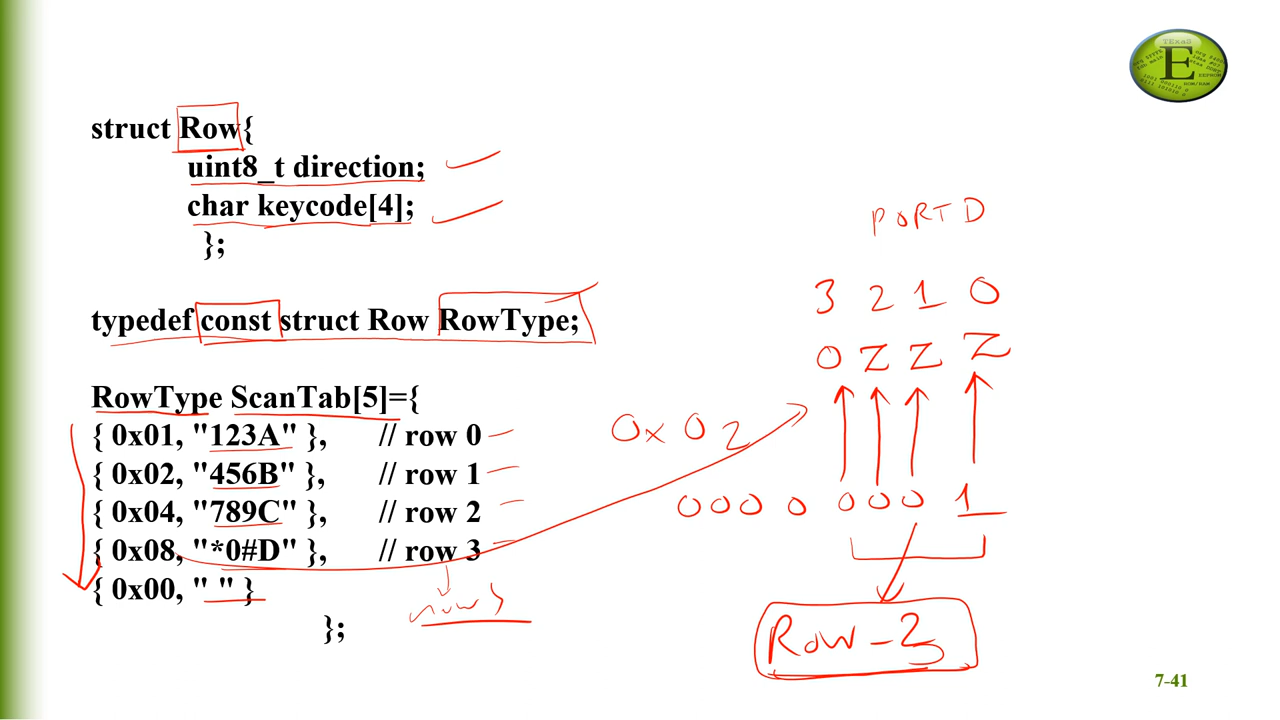 TExaS
E
struct Row{
uint8_t direction;
char keycode[4];
};
typedef const struct Row RowType;
RowType ScanTab[5]={
{ 0x01, "123A" }, // row 0
{ 0x02, "456B" }, // row 1
{ 0x04, "789C" }, // row 2
{ 0x08, "*0#D" }, // row 3
{ 0x00, " " }
};
PORT D
3 2 1 0
0 Z Z Z
0x02
0000 0001
Row-3
7-41